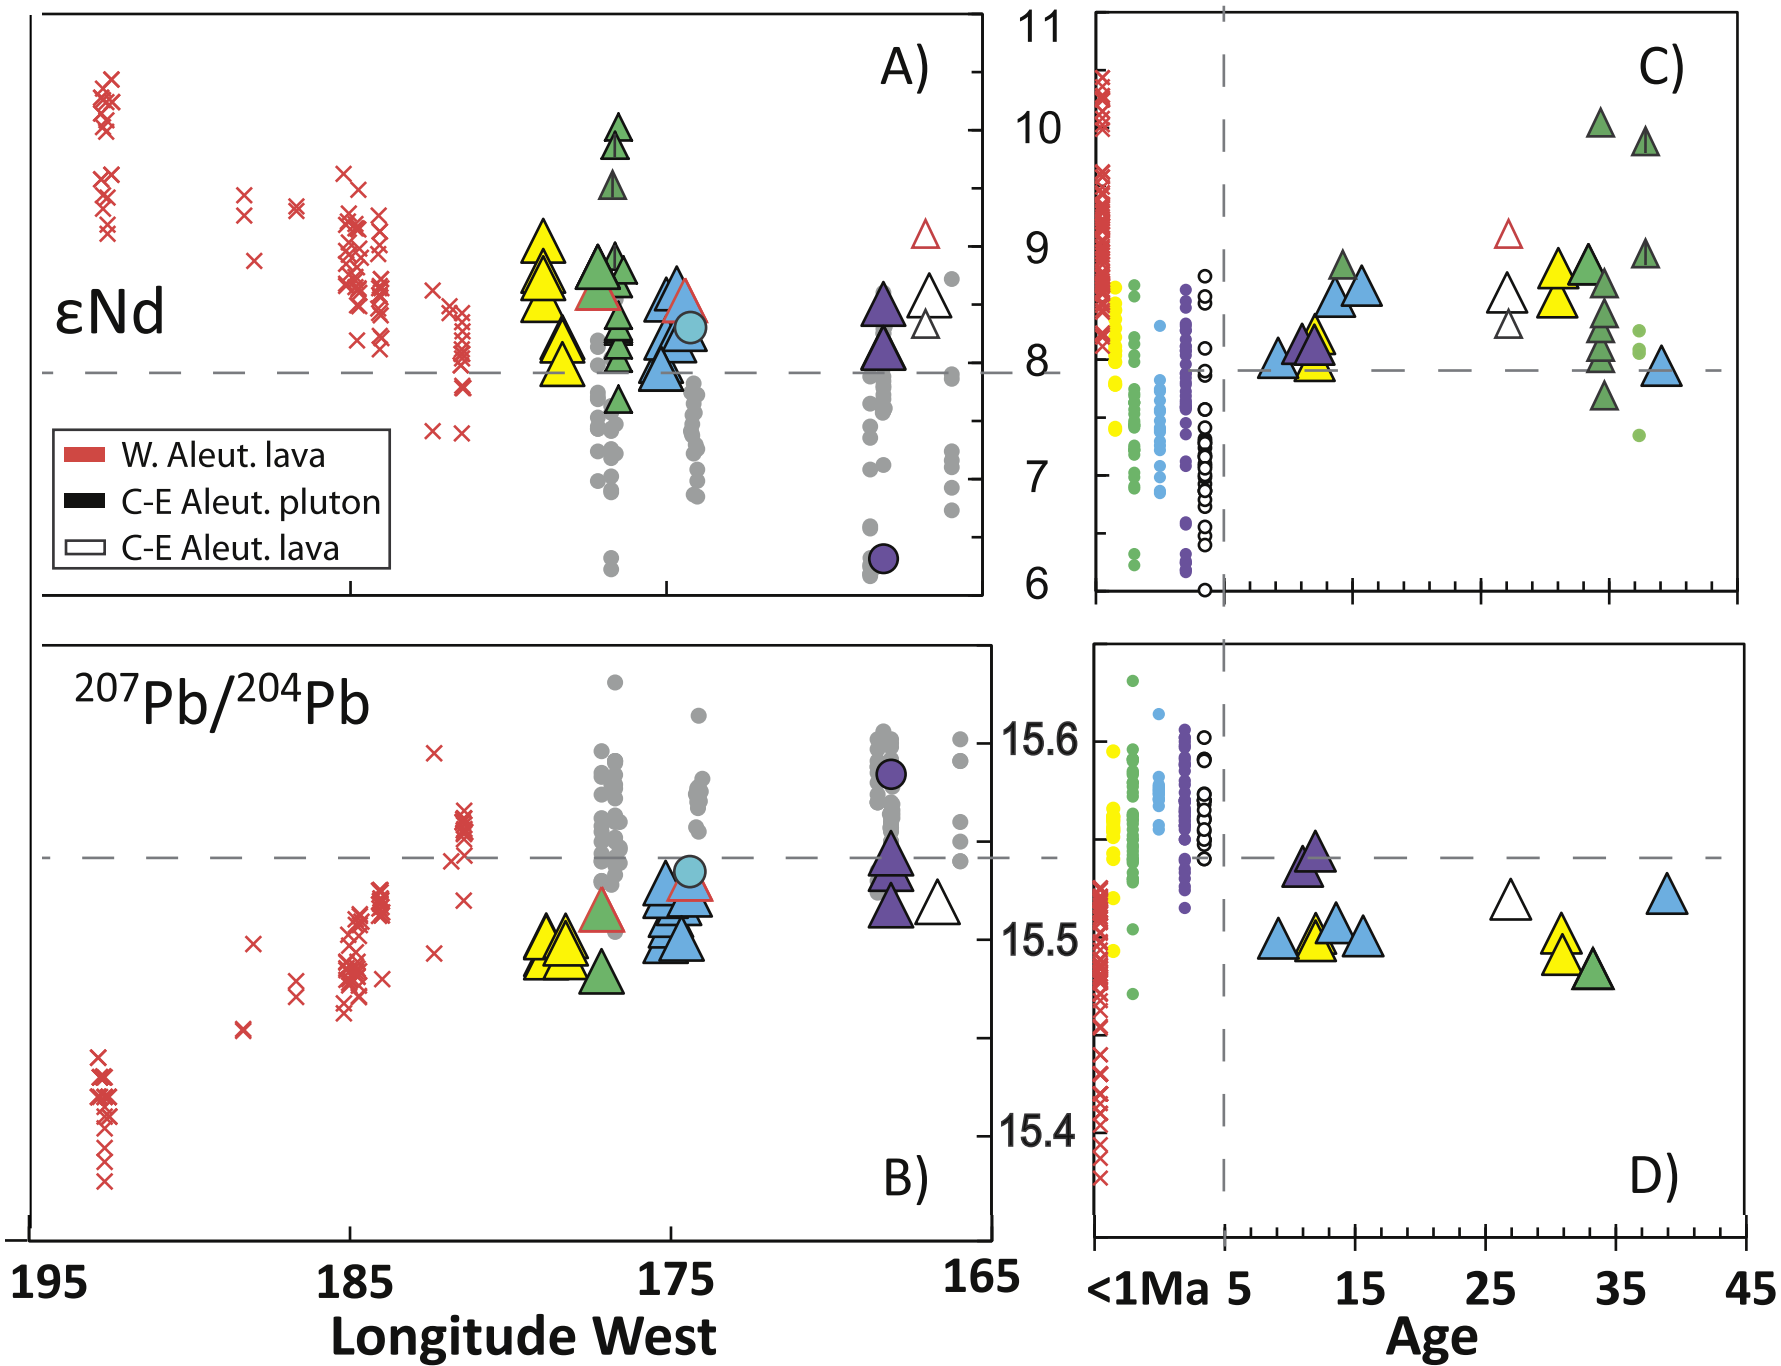 A)
εNd
W. Aleut. lava
C-E Aleut. pluton
C-E Aleut. lava
11
10
9
8
7
6
C)
²⁰⁷Pb/²⁰⁴Pb
B)
15.6
15.5
15.4
D)
195 185 175 165
Longitude West
<1Ma 5 15 25 35 45
Age